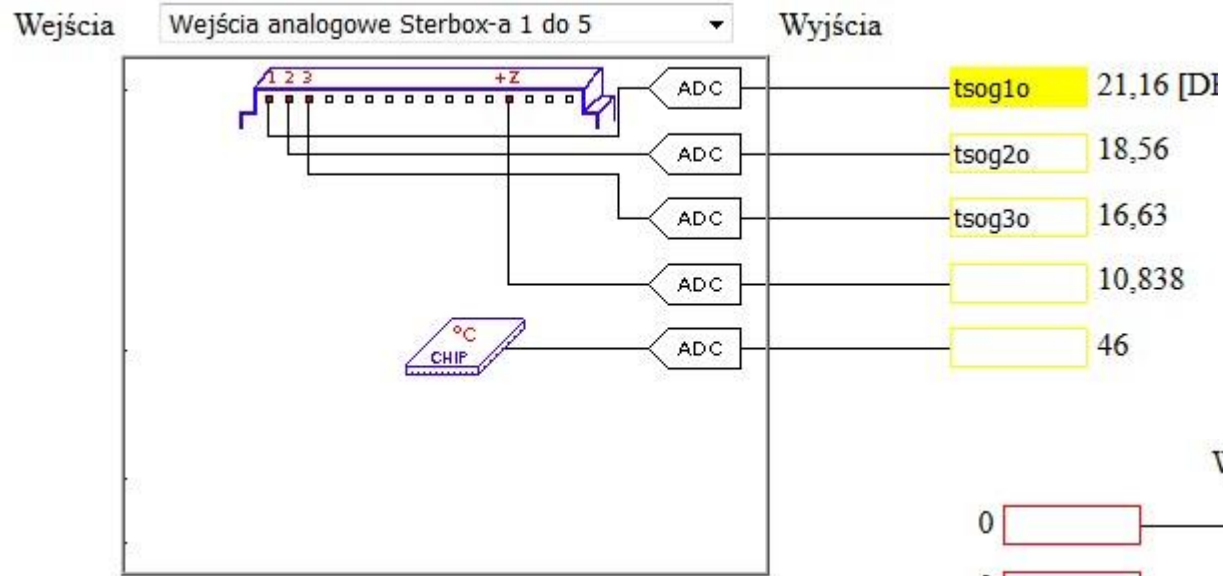 Wejścia Wejścia analogowe Sterbox-a 1 do 5 Wyjścia
1 2 3 +Z ADC tsog1o 21,16
ADC tsog2o 18,56
ADC tsog3o 16,63
ADC 10,838
°C CHIP ADC 46
0